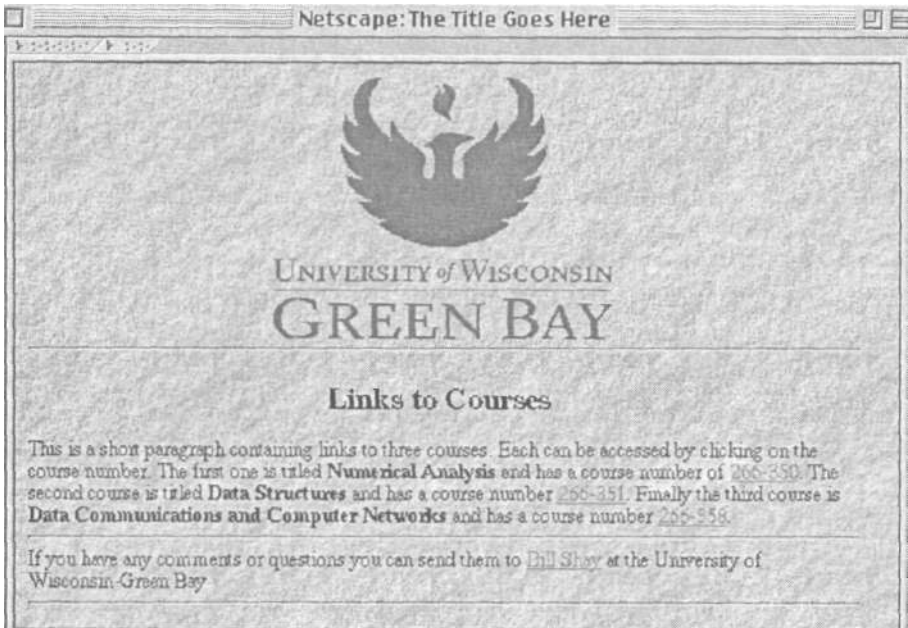 Netscape: The Title Goes Here
UNIVERSITY of WISCONSIN
GREEN BAY
Links to Courses
This is a short paragraph containing links to three courses. Each can be accessed by clicking on the
course number. The first one is titled Numerical Analysis and has a course number of 266-350. The
second course is titled Data Structures and has a course number 266-351. Finally the third course is
Data Communications and Computer Networks and has a course number 266-358.
If you have any comments or questions you can send them to Bill Shay at the University of
Wisconsin-Green Bay